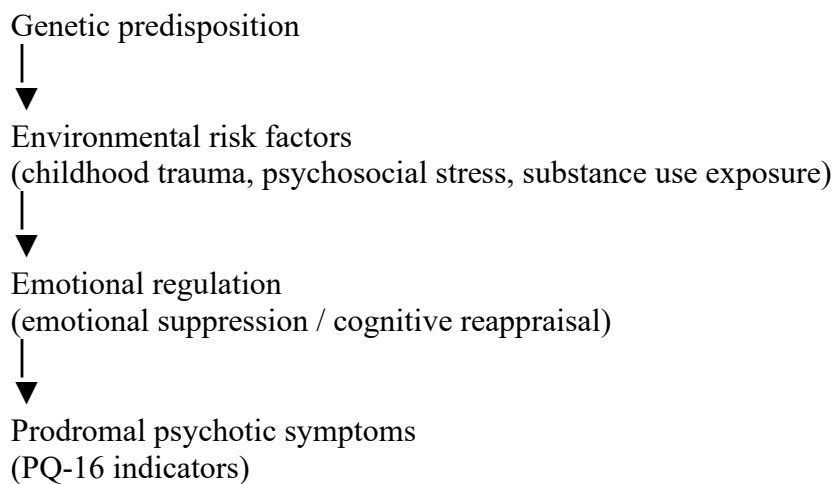 Genetic predisposition
Environmental risk factors
(childhood trauma, psychosocial stress, substance use exposure)
Emotional regulation
(emotional suppression / cognitive reappraisal)
Prodromal psychotic symptoms
(PQ-16 indicators)